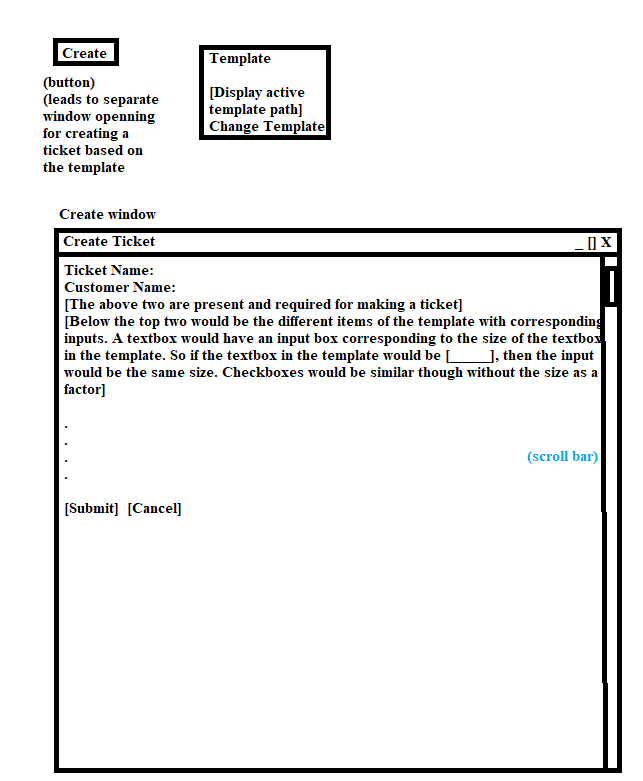 Create
(button)
(leads to separate
window openning
for creating a
ticket based on
the template
Template
[Display active
template path]
Change Template
Create window
Create Ticket
_ [] X
Ticket Name:
Customer Name:
[The above two are present and required for making a ticket]
[Below the top two would be the different items of the template with corresponding
inputs. A textbox would have an input box corresponding to the size of the textbox
in the template. So if the textbox in the template would be [_____], then the input
would be the same size. Checkboxes would be similar though without the size as a
factor]
.
.
.
.
(scroll bar)
[Submit] [Cancel]